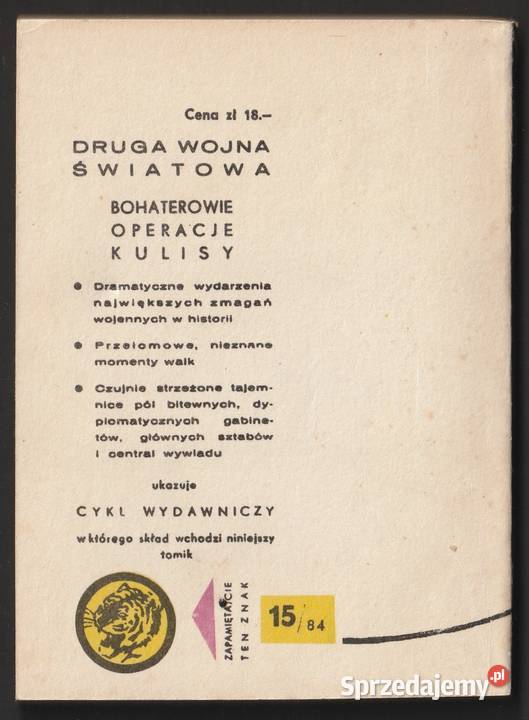 Cena zł 18.—
DRUGA WOJNA
ŚWIATOWA
BOHATEROWIE
OPERACJE
KULISY
● Dramatyczne wydarzenia
największych zmagań
wojennych w historii
● Przełomowe, nieznane
momenty walk
● Czujnie strzeżone tajem-
nice pól bitewnych, dy-
plomatycznych gabine-
tów, głównych sztabów
i central wywiadu
ukazuje
CYKL WYDAWNICZY
w którego skład wchodzi niniejszy
tomik
ZAPAMIĘTAJCIE
TEN ZNAK
15/84
Sprzedajemy.pl